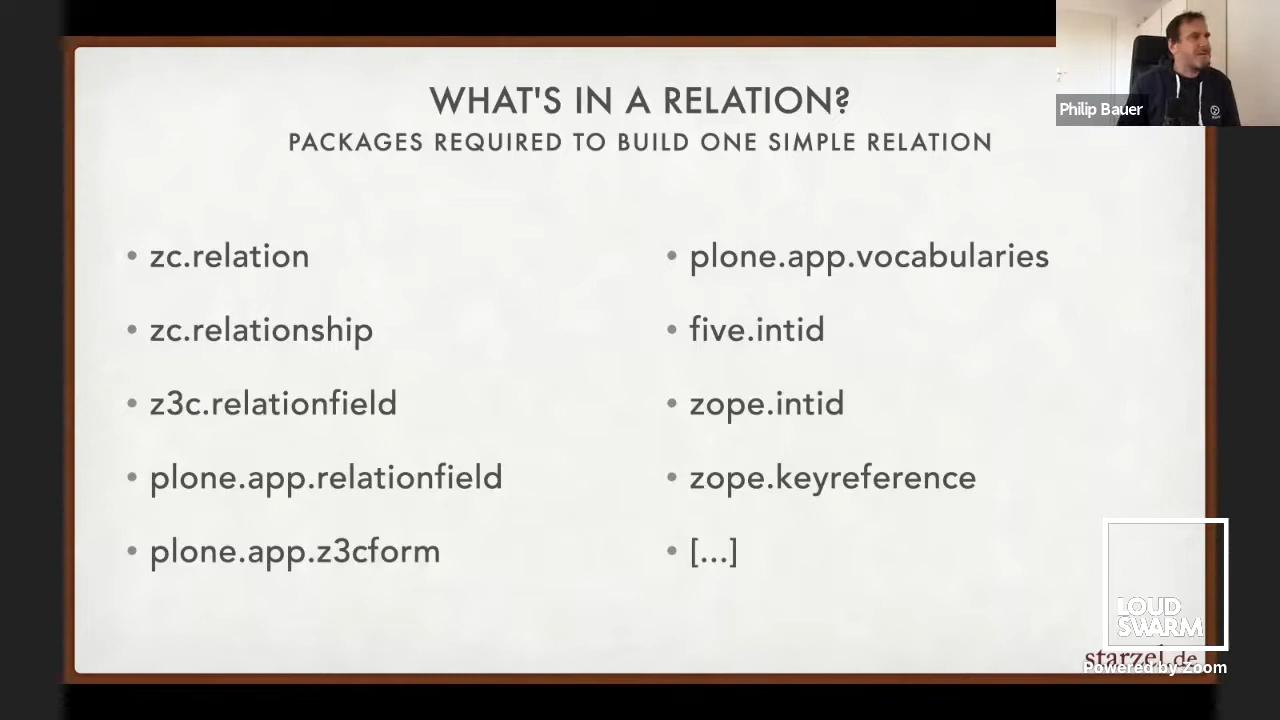 WHAT'S IN A RELATION?
PACKAGES REQUIRED TO BUILD ONE SIMPLE RELATION
• zc.relation
• zc.relationship
• z3c.relationfield
• plone.app.relationfield
• plone.app.z3cform
• plone.app.vocabularies
• five.intid
• zope.intid
• zope.keyreference
• [...]
Philip Bauer
LOUD
SWARM
starzel.de
Powered by Zoom